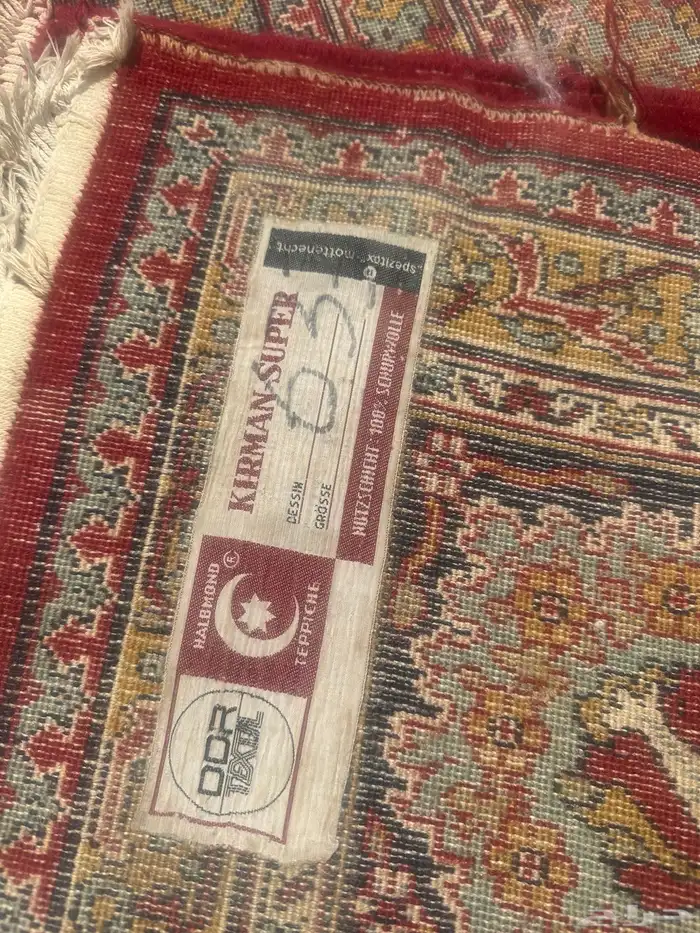 "Spezitex" ® mottenecht
KIRMAN-SUPER
DESSIN
GRÖSSE
NUTZSCHICHT 100% SCHURWOLLE
HALBMOND ®
TEPPICHE
DDR
TEXTIL